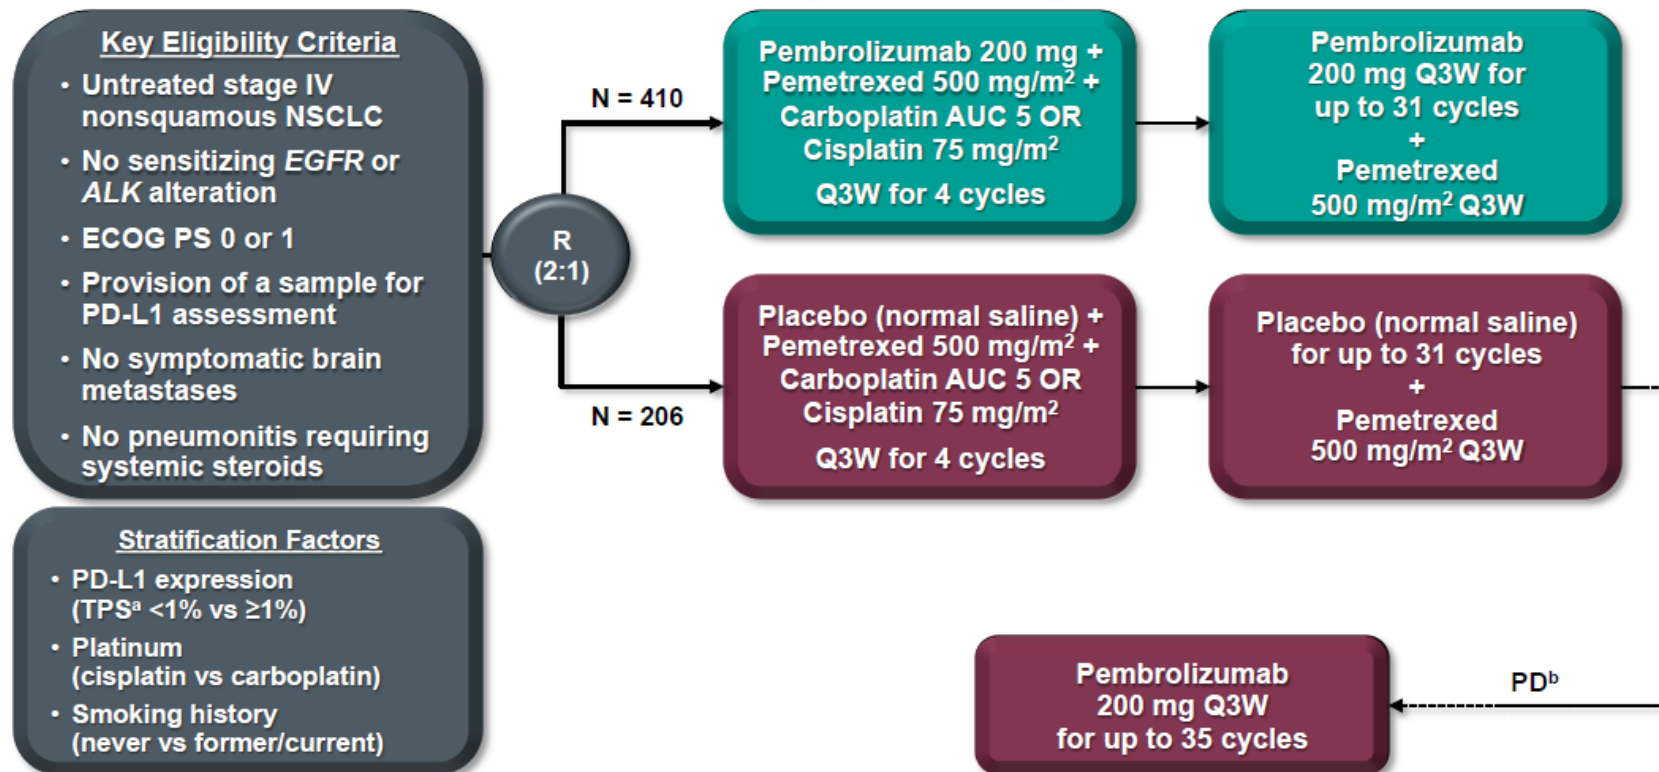 Key Eligibility Criteria
• Untreated stage IV
nonsquamous NSCLC
• No sensitizing EGFR or
ALK alteration
• ECOG PS 0 or 1
• Provision of a sample for
PD-L1 assessment
• No symptomatic brain
metastases
• No pneumonitis requiring
systemic steroids
Stratification Factors
• PD-L1 expression
(TPSᵃ <1% vs ≥1%)
• Platinum
(cisplatin vs carboplatin)
• Smoking history
(never vs former/current)
R
(2:1)
N = 410
Pembrolizumab 200 mg +
Pemetrexed 500 mg/m² +
Carboplatin AUC 5 OR
Cisplatin 75 mg/m²
Q3W for 4 cycles
Pembrolizumab
200 mg Q3W for
up to 31 cycles
+
Pemetrexed
500 mg/m² Q3W
N = 206
Placebo (normal saline) +
Pemetrexed 500 mg/m² +
Carboplatin AUC 5 OR
Cisplatin 75 mg/m²
Q3W for 4 cycles
Placebo (normal saline)
for up to 31 cycles
+
Pemetrexed
500 mg/m² Q3W
PDᵇ
Pembrolizumab
200 mg Q3W
for up to 35 cycles